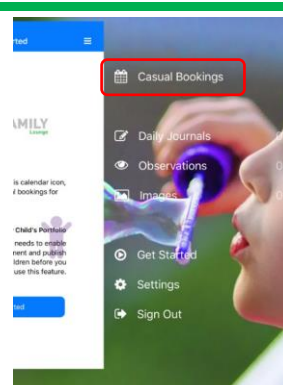 rted
Casual Bookings
AMILY
Lounge
Daily Journals
Observations
is calendar icon,
bookings for
Images
Child's Portfolio
needs to enable
ment and publish
ildren before you
use this feature.
Get Started
Settings
rted
Sign Out